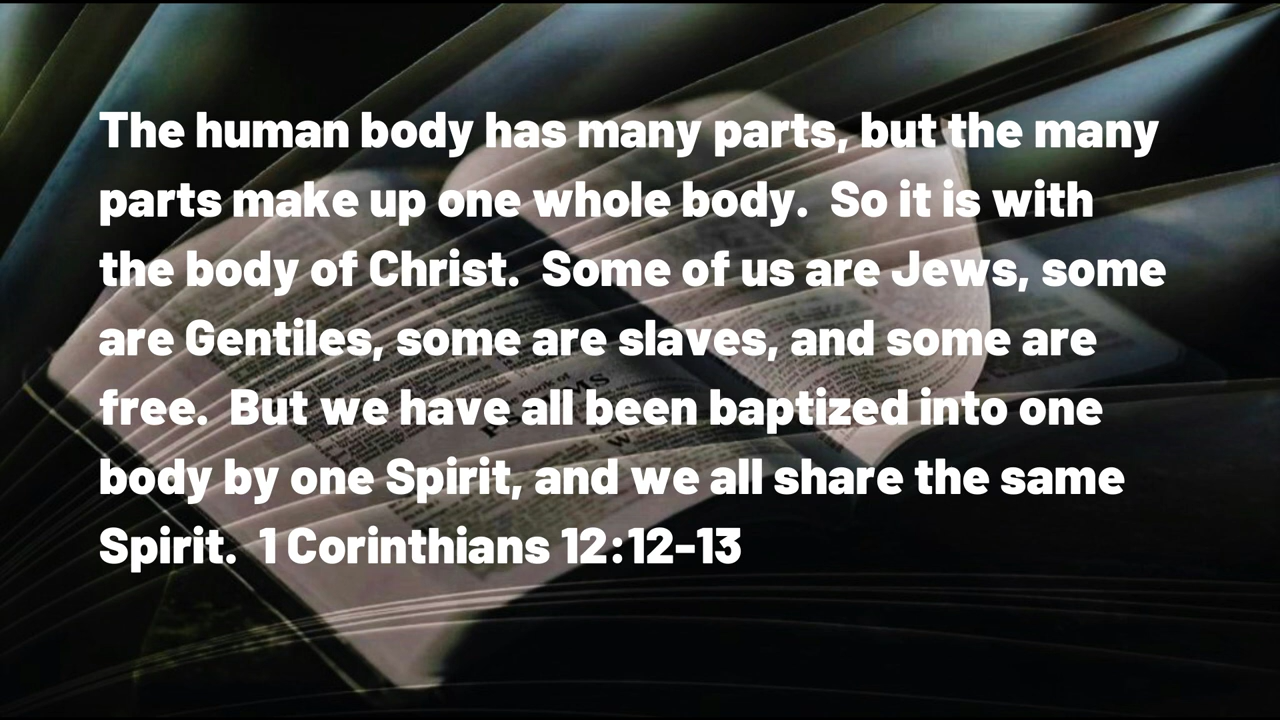 The human body has many parts, but the many
parts make up one whole body.  So it is with
the body of Christ.  Some of us are Jews, some
are Gentiles, some are slaves, and some are
free.  But we have all been baptized into one
body by one Spirit, and we all share the same
Spirit.  1 Corinthians 12:12-13
Book of
PSALMS